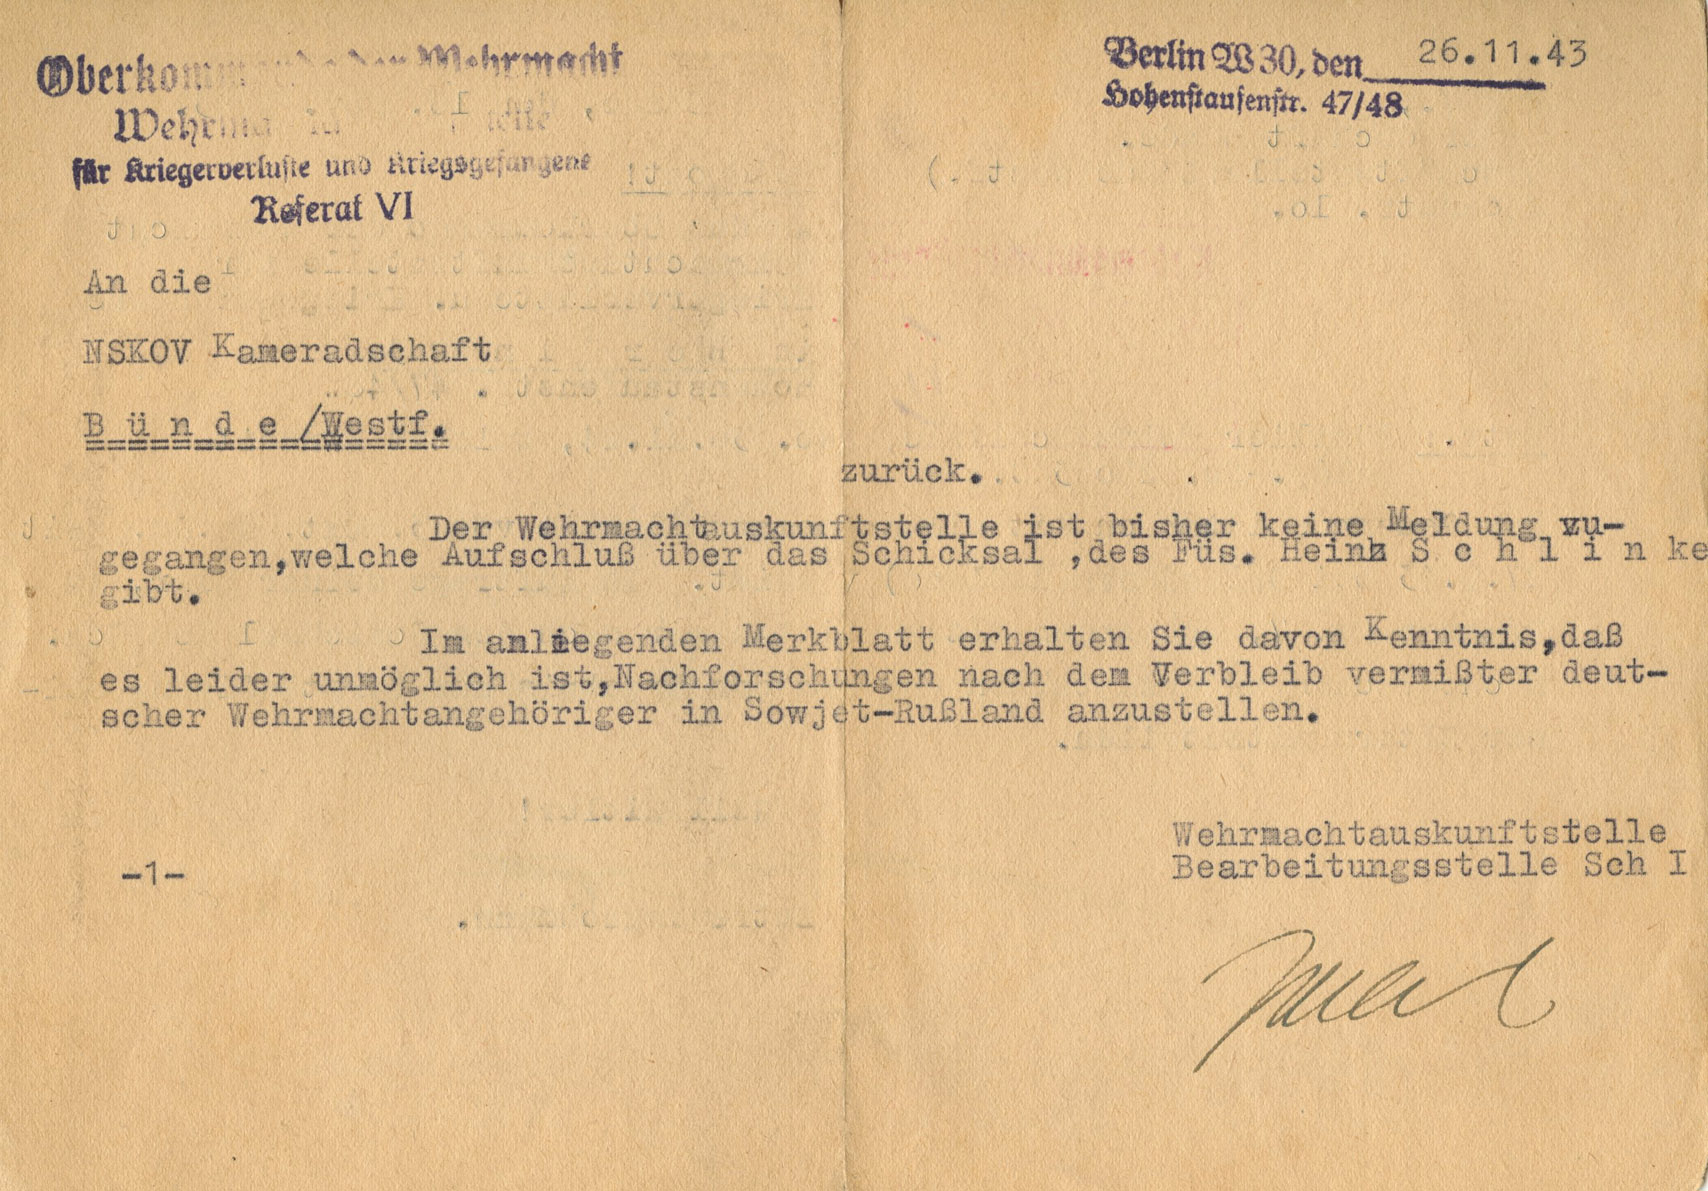 Oberkommando der Wehrmacht
für Kriegerverluste und Kriegsgefangene
Referat VI
Berlin W 30, den 26.11.43
Hohenstaufenstr. 47/48
An die
NSKOV Kameradschaft
B ü n d e /Westf.
zurück.
Der Wehrmachtauskunftstelle ist bisher keine Meldung zu-
gegangen,welche Aufschluß über das Schicksal ,des Füs. Heinz S c h l i n ke
gibt.
Im anliegenden Merkblatt erhalten Sie davon Kenntnis,daß
es leider unmöglich ist,Nachforschungen nach dem Verbleib vermißter deut-
scher Wehrmachtangehöriger in Sowjet-Rußland anzustellen.
Wehrmachtauskunftstelle
Bearbeitungsstelle Sch I
-1-